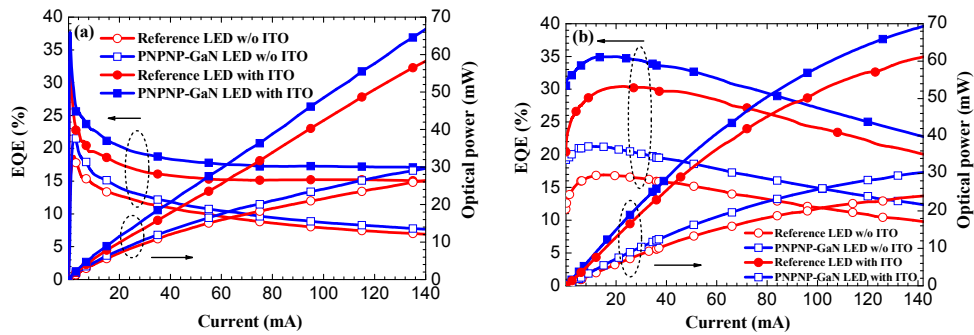 (a)
Reference LED w/o ITO
PNPNP-GaN LED w/o ITO
Reference LED with ITO
PNPNP-GaN LED with ITO
EQE (%)
40
35
30
25
20
15
10
5
0
20 40 60 80 100 120 140
Current (mA)
70
60
50
40
30
20
10
0
Optical power (mW)
(b)
EQE (%)
40
35
30
25
20
15
10
5
0
Reference LED w/o ITO
PNPNP-GaN LED w/o ITO
Reference LED with ITO
PNPNP-GaN LED with ITO
20 40 60 80 100 120 140
Current (mA)
70
60
50
40
30
20
10
0
Optical power (mW)